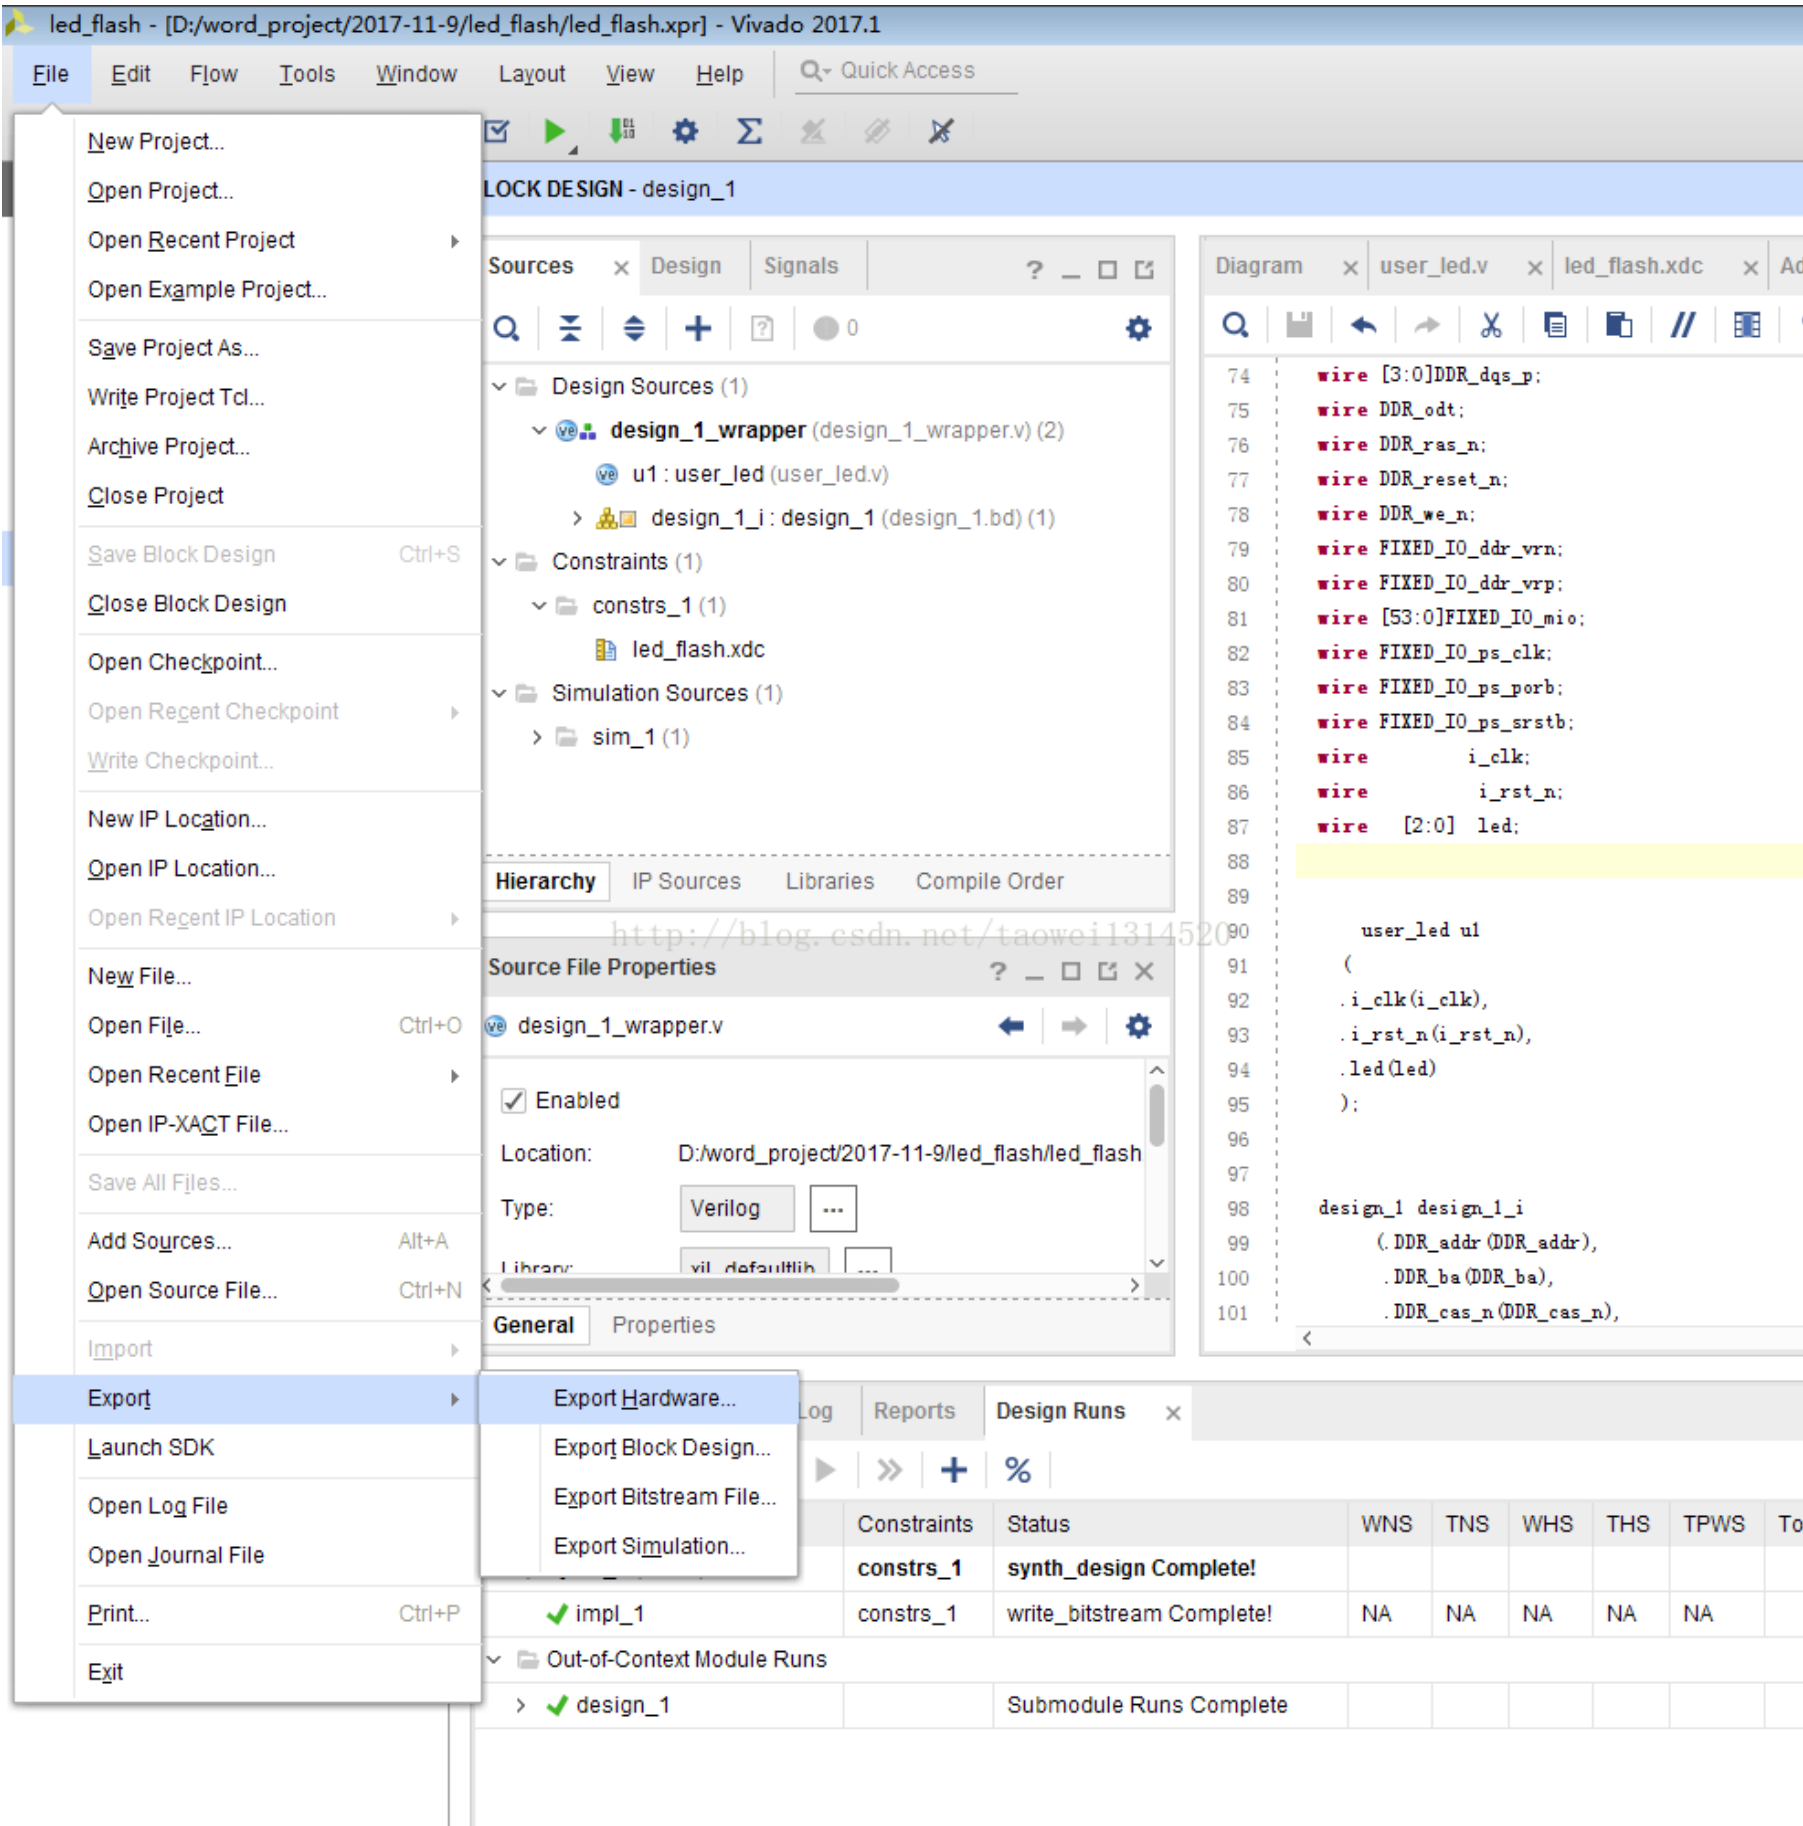 led_flash - [D:/word_project/2017-11-9/led_flash/led_flash.xpr] - Vivado 2017.1
File Edit Flow Tools Window Layout View Help Quick Access
New Project...
Open Project...
Open Recent Project
Open Example Project...
Save Project As...
Write Project Tcl...
Archive Project...
Close Project
Save Block Design Ctrl+S
Close Block Design
Open Checkpoint...
Open Recent Checkpoint
Write Checkpoint...
New IP Location...
Open IP Location...
Open Recent IP Location
New File...
Open File... Ctrl+O
Open Recent File
Open IP-XACT File...
Save All Files...
Add Sources... Alt+A
Open Source File... Ctrl+N
Import
Export
Launch SDK
Open Log File
Open Journal File
Print... Ctrl+P
Exit
Export Hardware...
Export Block Design...
Export Bitstream File...
Export Simulation...
LOCK DESIGN - design_1
Sources Design Signals
0
Design Sources (1)
design_1_wrapper (design_1_wrapper.v) (2)
u1 : user_led (user_led.v)
design_1_i : design_1 (design_1.bd) (1)
Constraints (1)
constrs_1 (1)
led_flash.xdc
Simulation Sources (1)
sim_1 (1)
Hierarchy IP Sources Libraries Compile Order
http://blog.csdn.net/taowei1314520
Source File Properties
design_1_wrapper.v
Enabled
Location: D:/word_project/2017-11-9/led_flash/led_flash
Type: Verilog ...
Library: xil_defaultlib ...
General Properties
Diagram user_led.v led_flash.xdc Ad
74 wire [3:0]DDR_dqs_p;
75 wire DDR_odt;
76 wire DDR_ras_n;
77 wire DDR_reset_n;
78 wire DDR_we_n;
79 wire FIXED_IO_ddr_vrn;
80 wire FIXED_IO_ddr_vrp;
81 wire [53:0]FIXED_IO_mio;
82 wire FIXED_IO_ps_clk;
83 wire FIXED_IO_ps_porb;
84 wire FIXED_IO_ps_srstb;
85 wire i_clk;
86 wire i_rst_n;
87 wire [2:0] led;
88
89
90 user_led u1
91 (
92 .i_clk(i_clk),
93 .i_rst_n(i_rst_n),
94 .led(led)
95 );
96
97
98 design_1 design_1_i
99 (.DDR_addr(DDR_addr),
100 .DDR_ba(DDR_ba),
101 .DDR_cas_n(DDR_cas_n),
Log Reports Design Runs
Constraints Status WNS TNS WHS THS TPWS To
constrs_1 synth_design Complete!
impl_1 constrs_1 write_bitstream Complete! NA NA NA NA NA
Out-of-Context Module Runs
design_1 Submodule Runs Complete